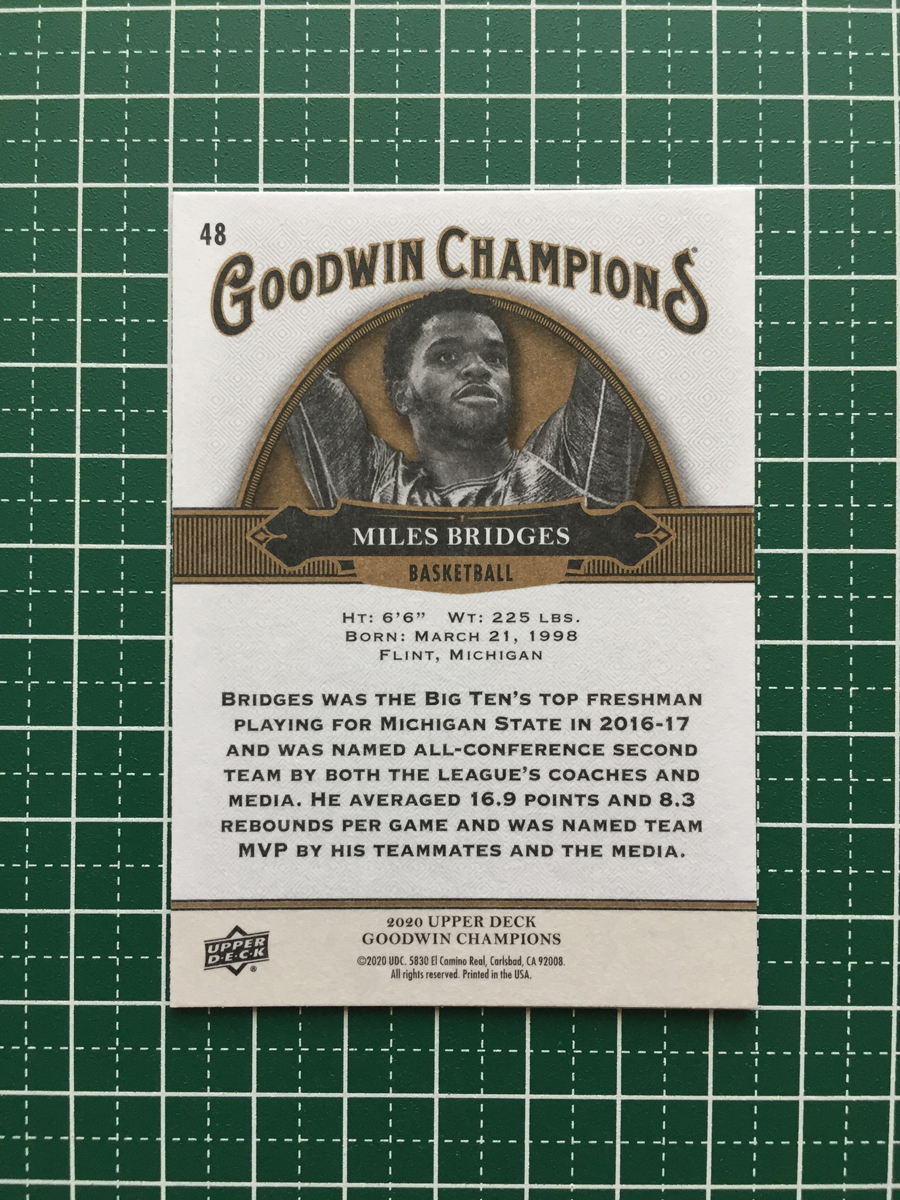 48
GOODWIN CHAMPIONS®
MILES BRIDGES
BASKETBALL
HT: 6'6" WT: 225 LBS.
BORN: MARCH 21, 1998
FLINT, MICHIGAN
BRIDGES WAS THE BIG TEN'S TOP FRESHMAN
PLAYING FOR MICHIGAN STATE IN 2016-17
AND WAS NAMED ALL-CONFERENCE SECOND
TEAM BY BOTH THE LEAGUE'S COACHES AND
MEDIA. HE AVERAGED 16.9 POINTS AND 8.3
REBOUNDS PER GAME AND WAS NAMED TEAM
MVP BY HIS TEAMMATES AND THE MEDIA.
2020 UPPER DECK
GOODWIN CHAMPIONS
UPPER
D·E·C·K®
©2020 UDC. 5830 El Camino Real, Carlsbad, CA 92008.
All rights reserved. Printed in the USA.